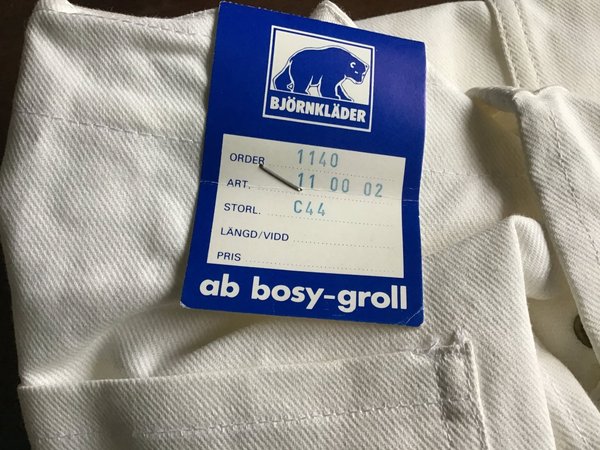 BJÖRNKLÄDER
ORDER 1140
ART. 11 00 02
STORL. C44
LÄNGD/VIDD
PRIS
ab bosy-groll